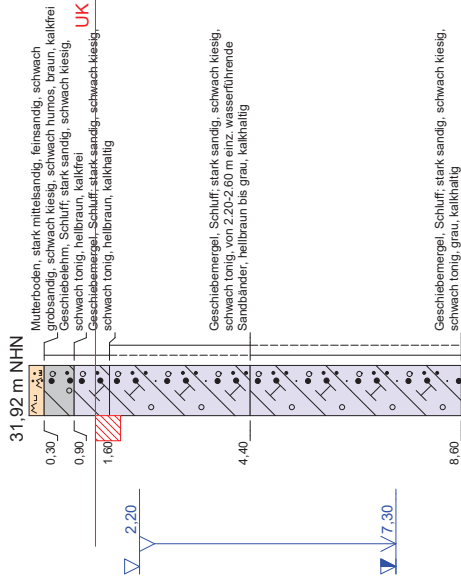 31,92 m NHN
Mutterboden, stark mittelsandig, feinsandig, schwach
grobsandig, schwach kiesig, schwach humos, braun, kalkfrei
0,30
Geschiebelehm, Schluff; stark sandig, schwach kiesig,
schwach tonig, hellbraun, kalkfrei
0,90
UK
Geschiebemergel, Schluff; stark sandig, schwach kiesig,
schwach tonig, hellbraun, kalkhaltig
1,60
2,20
Geschiebemergel, Schluff; stark sandig, schwach kiesig,
schwach tonig, von 2.20-2.60 m einz. wasserführende
Sandbänder, hellbraun bis grau, kalkhaltig
4,40
7,30
Geschiebemergel, Schluff; stark sandig, schwach kiesig,
schwach tonig, grau, kalkhaltig
8,60